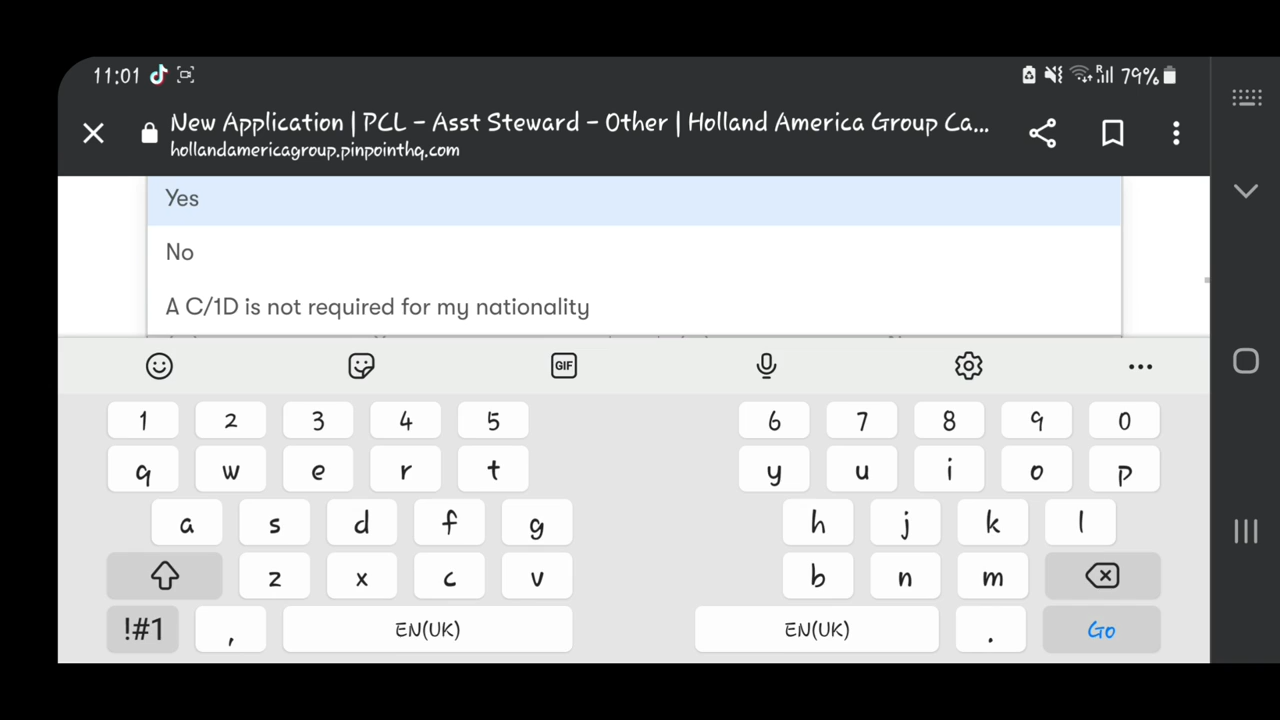 11:01 79%
New Application | PCL – Asst Steward – Other | Holland America Group Ca...
hollandamericagroup.pinpointhq.com
Yes
No
A C/1D is not required for my nationality
GIF
1 2 3 4 5 6 7 8 9 0
q w e r t y u i o p
a s d f g h j k l
z x c v b n m
!#1 , EN(UK) EN(UK) . Go